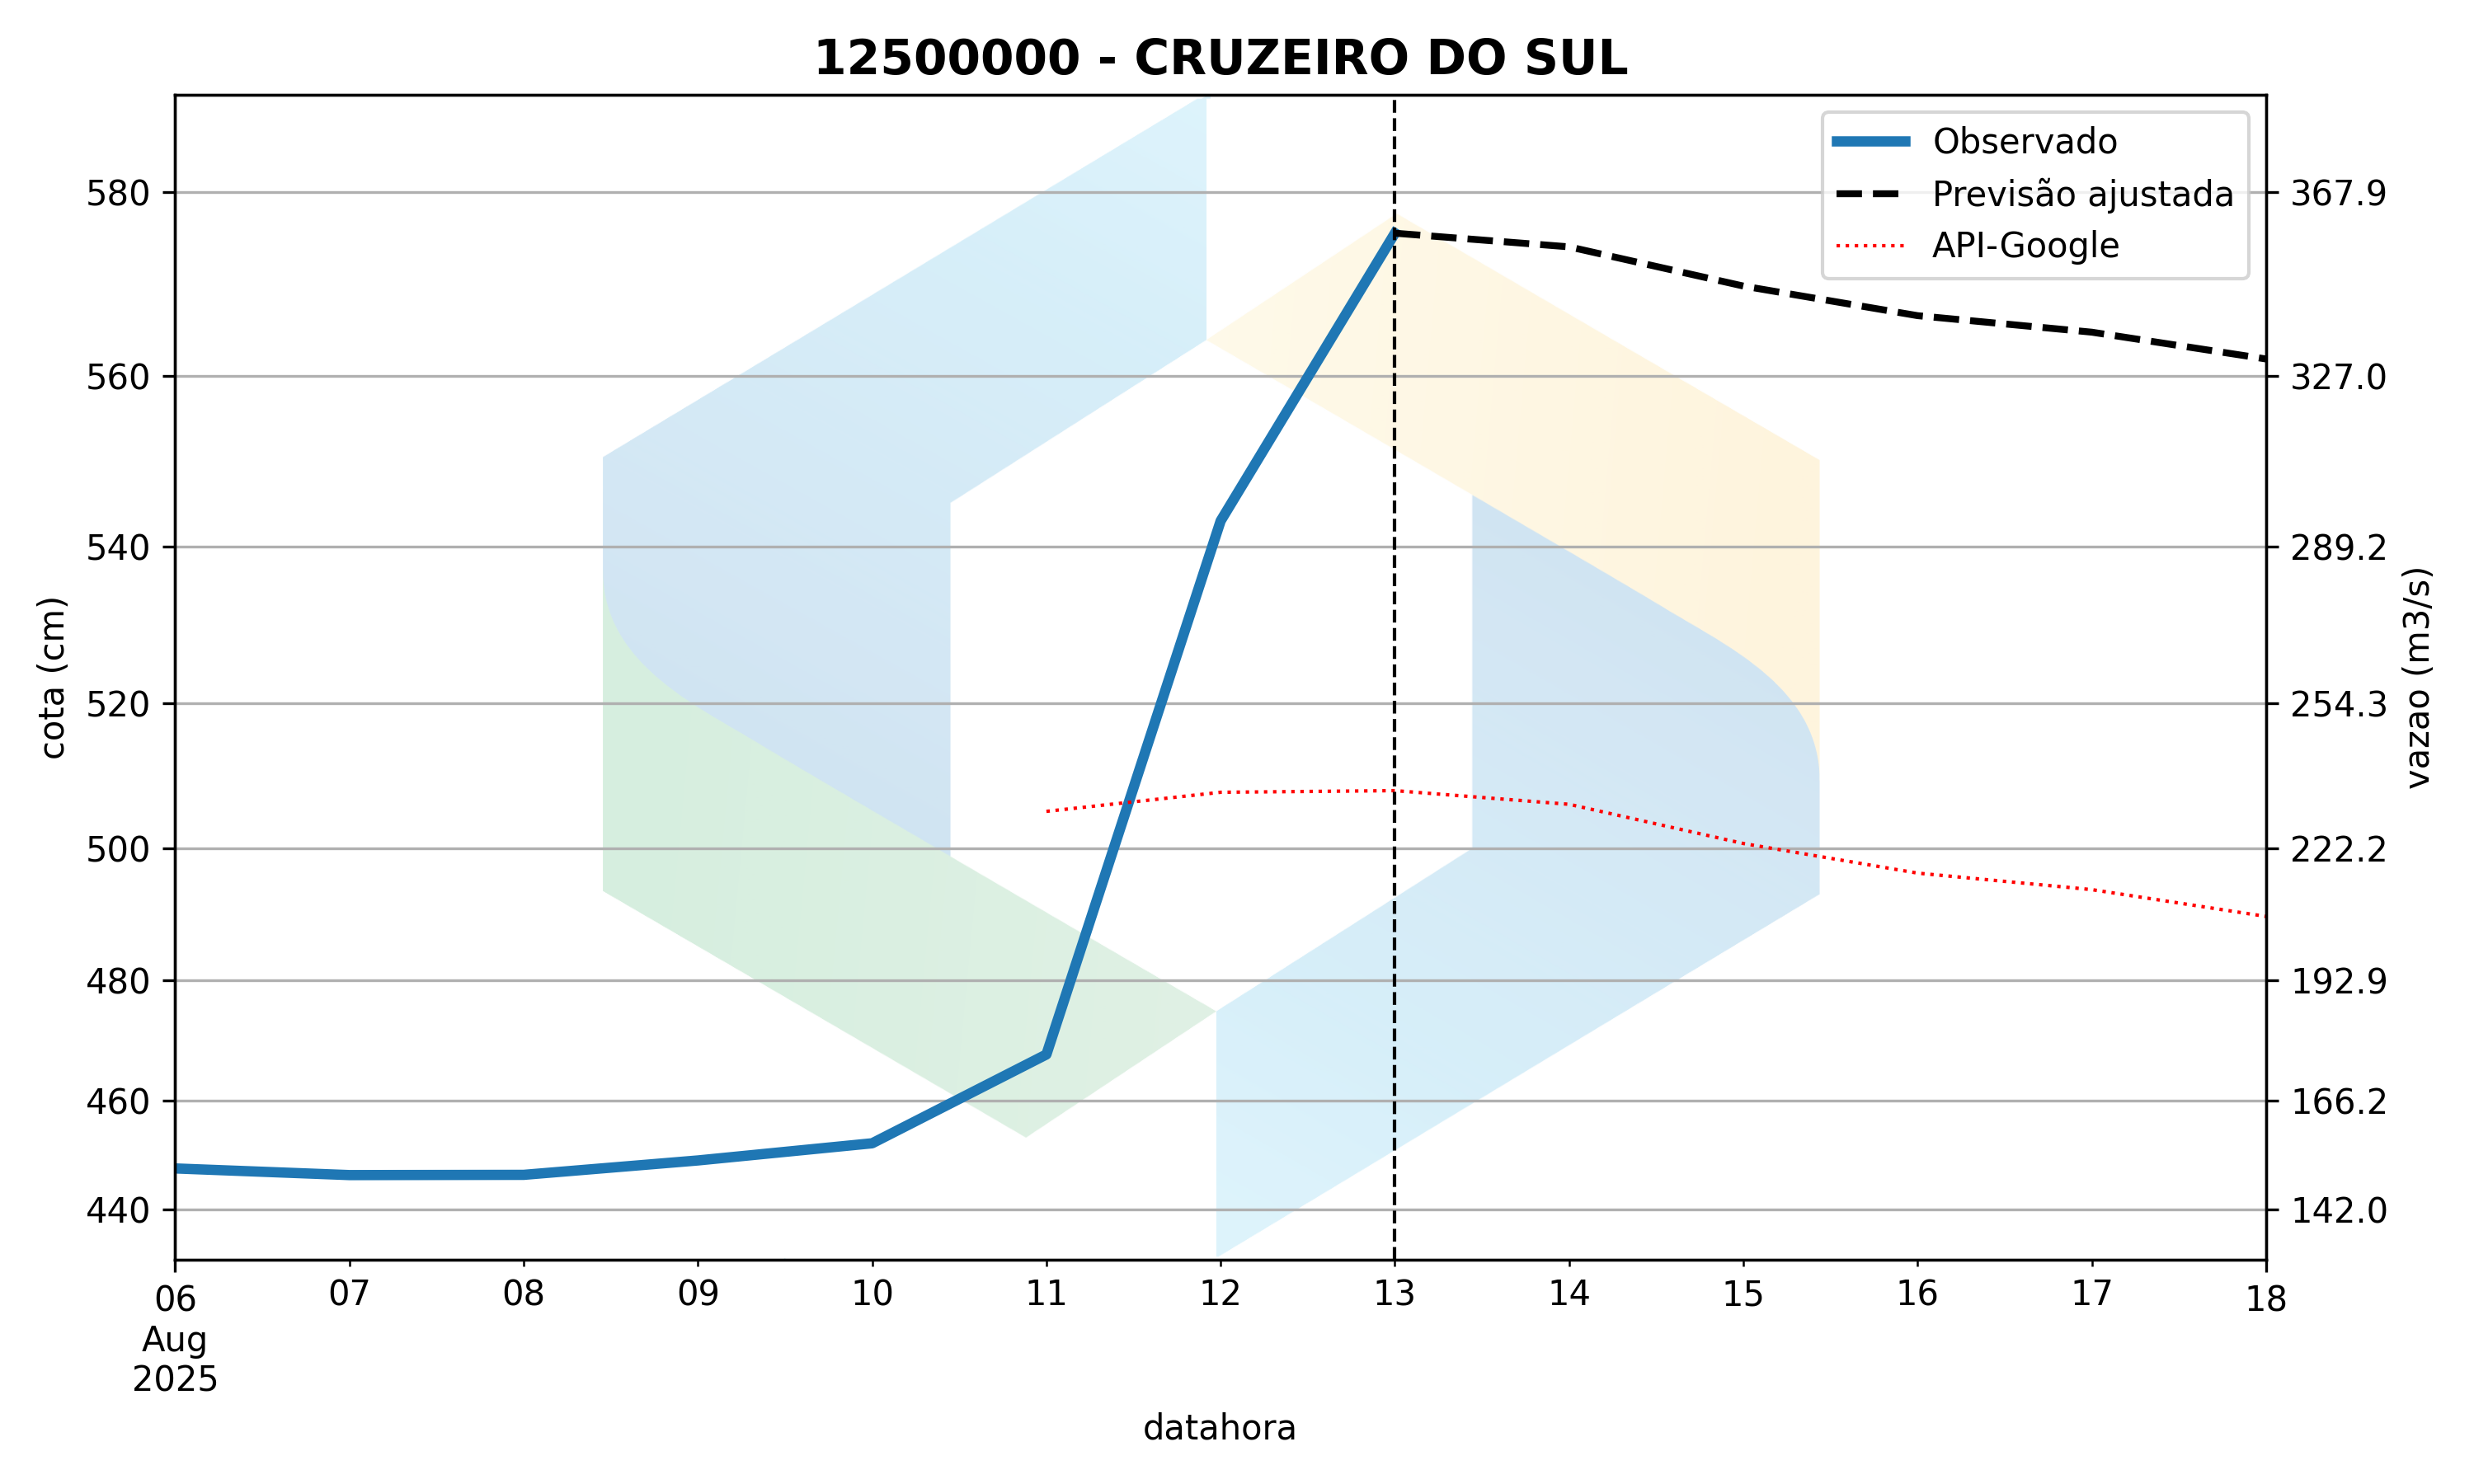 12500000 - CRUZEIRO DO SUL
Observado
Previsão ajustada
API-Google
cota (cm)
580
560
540
520
500
480
460
440
367.9
327.0
289.2
254.3
222.2
192.9
166.2
142.0
vazao (m3/s)
06 07 08 09 10 11 12 13 14 15 16 17 18
Aug
2025
datahora